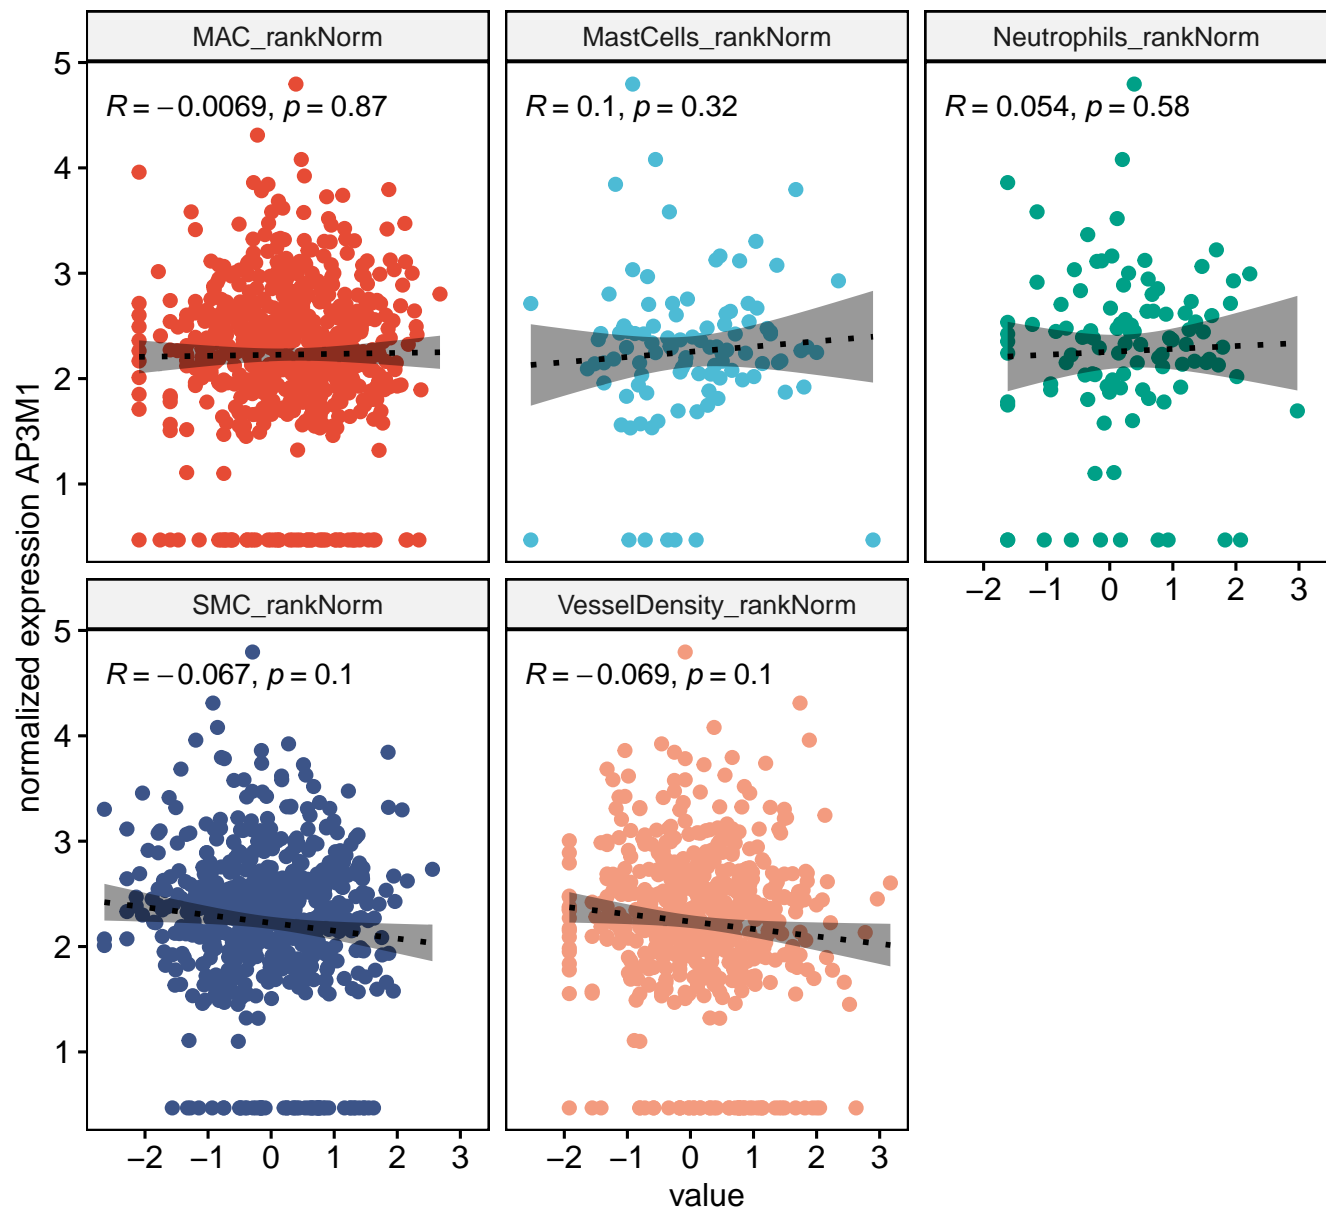 MAC_rankNorm
MastCells_rankNorm
Neutrophils_rankNorm
R = −0.0069, p = 0.87
R = 0.1, p = 0.32
R = 0.054, p = 0.58
5
4
3
2
1
−2 −1 0 1 2 3
SMC_rankNorm
VesselDensity_rankNorm
R = −0.067, p = 0.1
R = −0.069, p = 0.1
5
4
3
2
1
−2 −1 0 1 2 3
−2 −1 0 1 2 3
value
normalized expression AP3M1